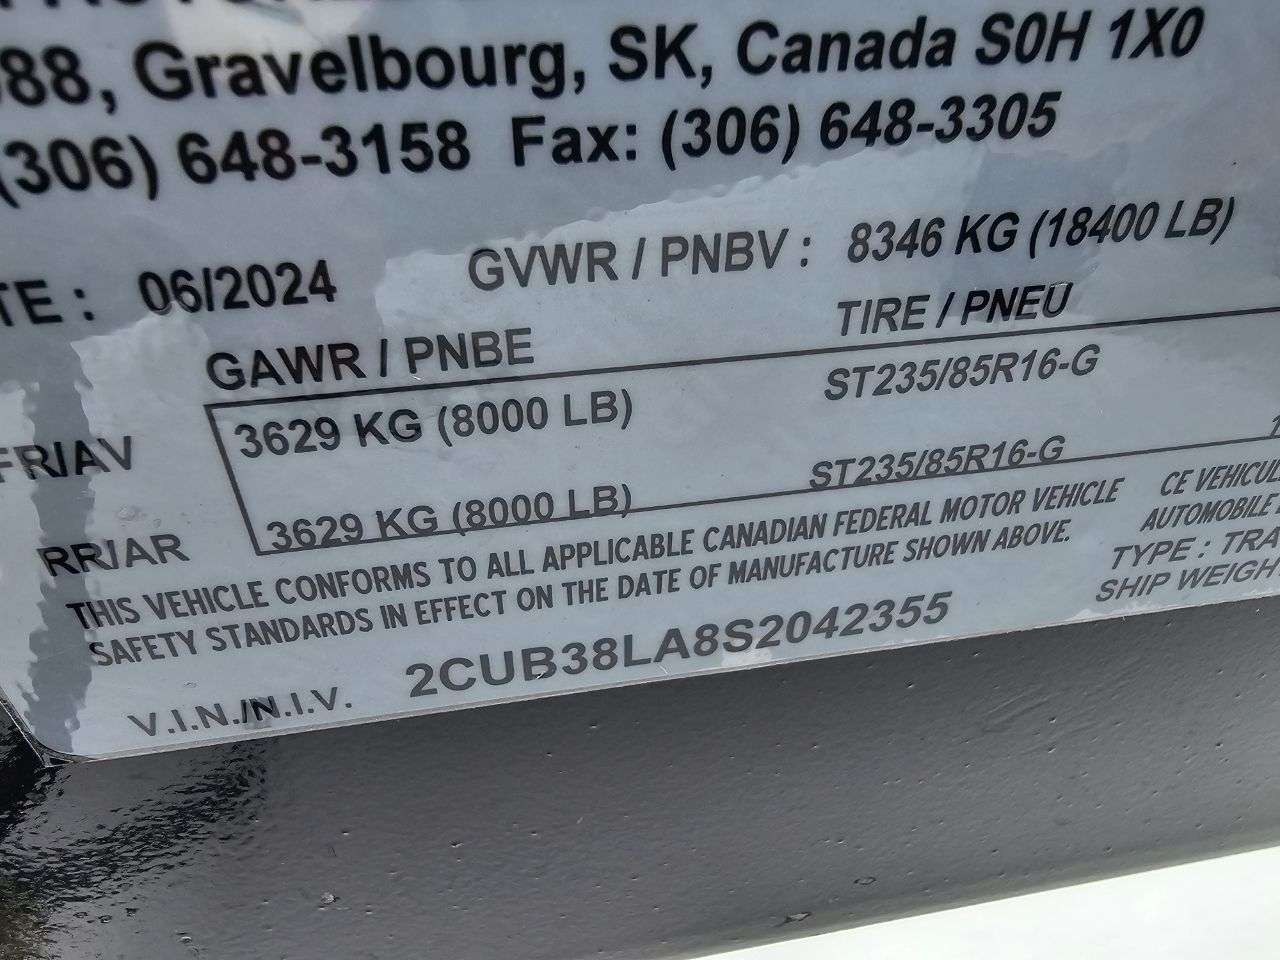 88, Gravelbourg, SK, Canada S0H 1X0
(306) 648-3158 Fax: (306) 648-3305
TE : 06/2024 GVWR / PNBV : 8346 KG (18400 LB)
GAWR / PNBE TIRE / PNEU
FR/AV 3629 KG (8000 LB) ST235/85R16-G
RR/AR 3629 KG (8000 LB) ST235/85R16-G 1
THIS VEHICLE CONFORMS TO ALL APPLICABLE CANADIAN FEDERAL MOTOR VEHICLE
SAFETY STANDARDS IN EFFECT ON THE DATE OF MANUFACTURE SHOWN ABOVE.
CE VEHICUL
AUTOMOBILE
TYPE : TRA
SHIP WEIGH
V.I.N./N.I.V. 2CUB38LA8S2042355